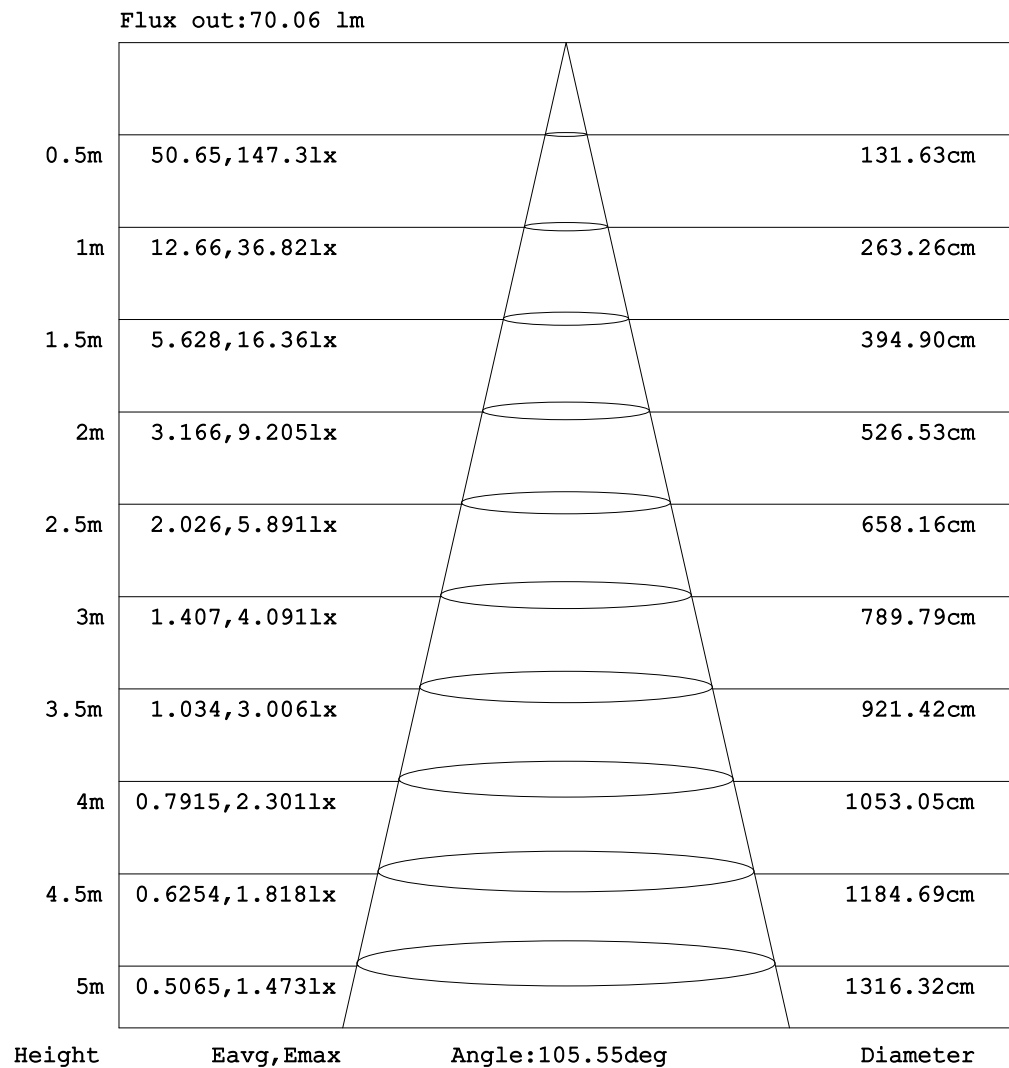 Flux out:70.06 lm
0.5m 50.65,147.3lx 131.63cm
1m 12.66,36.82lx 263.26cm
1.5m 5.628,16.36lx 394.90cm
2m 3.166,9.205lx 526.53cm
2.5m 2.026,5.891lx 658.16cm
3m 1.407,4.091lx 789.79cm
3.5m 1.034,3.006lx 921.42cm
4m 0.7915,2.301lx 1053.05cm
4.5m 0.6254,1.818lx 1184.69cm
5m 0.5065,1.473lx 1316.32cm
Height Eavg,Emax Angle:105.55deg Diameter